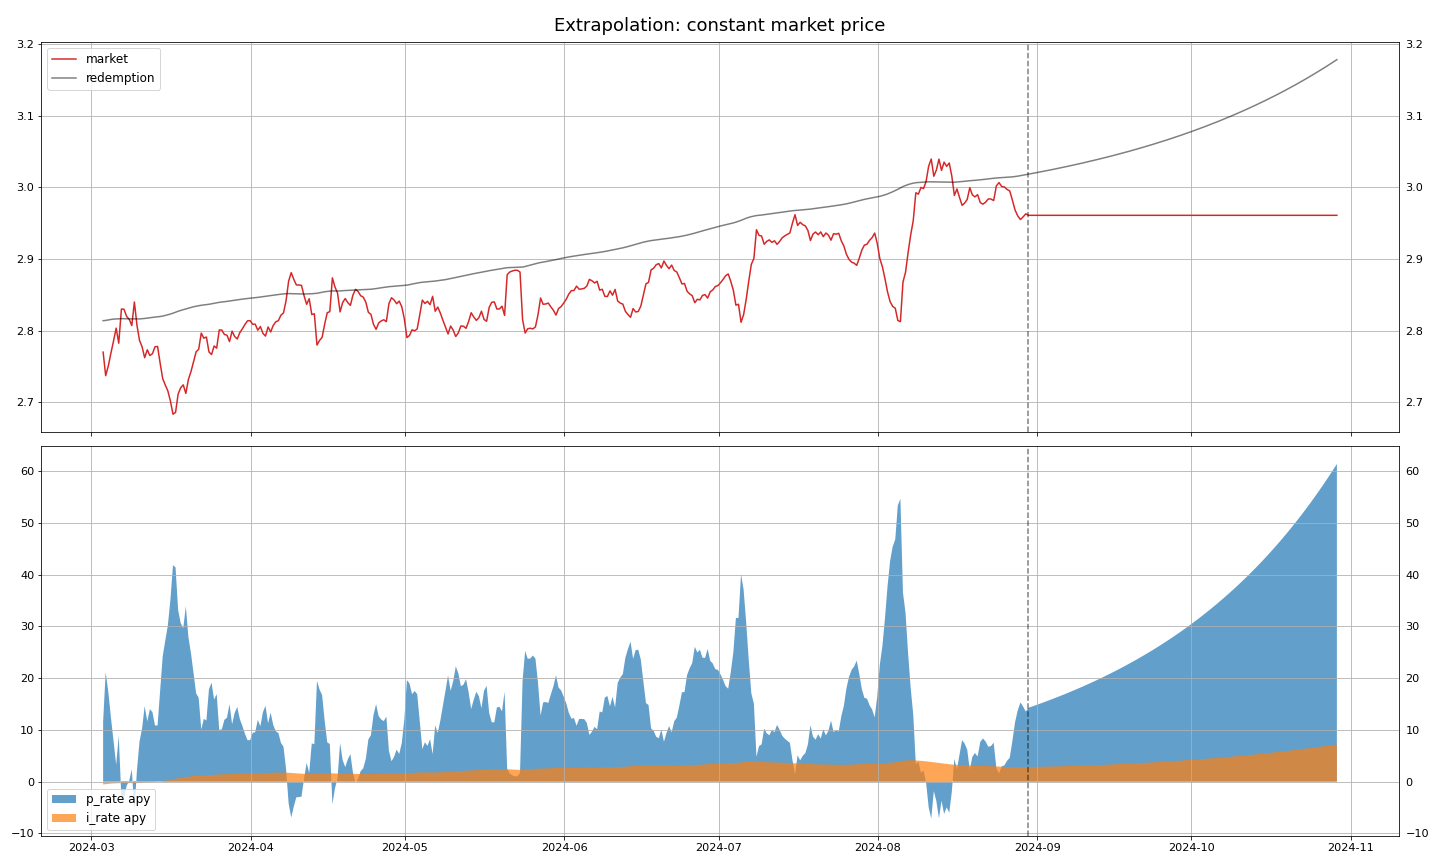 Extrapolation: constant market price
market
redemption
3.2 3.2
3.1 3.1
3.0 3.0
2.9 2.9
2.8 2.8
2.7 2.7
60 60
50 50
40 40
30 30
20 20
10 10
0 0
−10 −10
p_rate apy
i_rate apy
2024-03 2024-04 2024-05 2024-06 2024-07 2024-08 2024-09 2024-10 2024-11